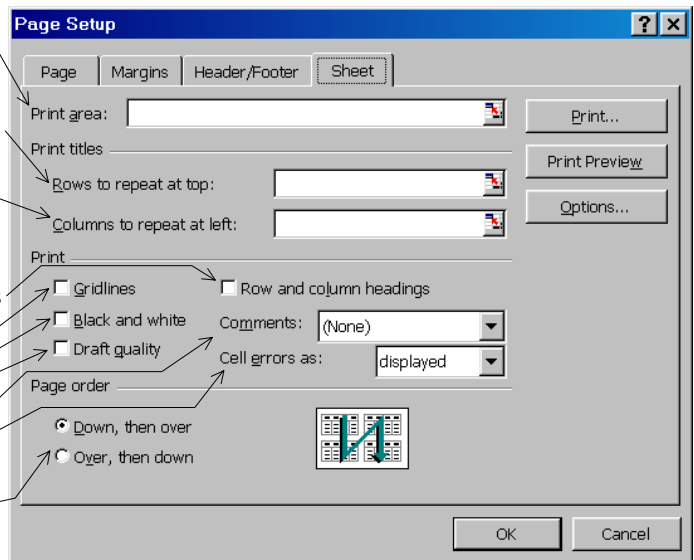 Page Setup
Page Margins Header/Footer Sheet
Print area:
Print...
Print titles
Print Preview
Rows to repeat at top:
Columns to repeat at left:
Options...
Print
Gridlines Row and column headings
Black and white Comments: (None)
Draft quality Cell errors as: displayed
Page order
Down, then over
Over, then down
OK Cancel